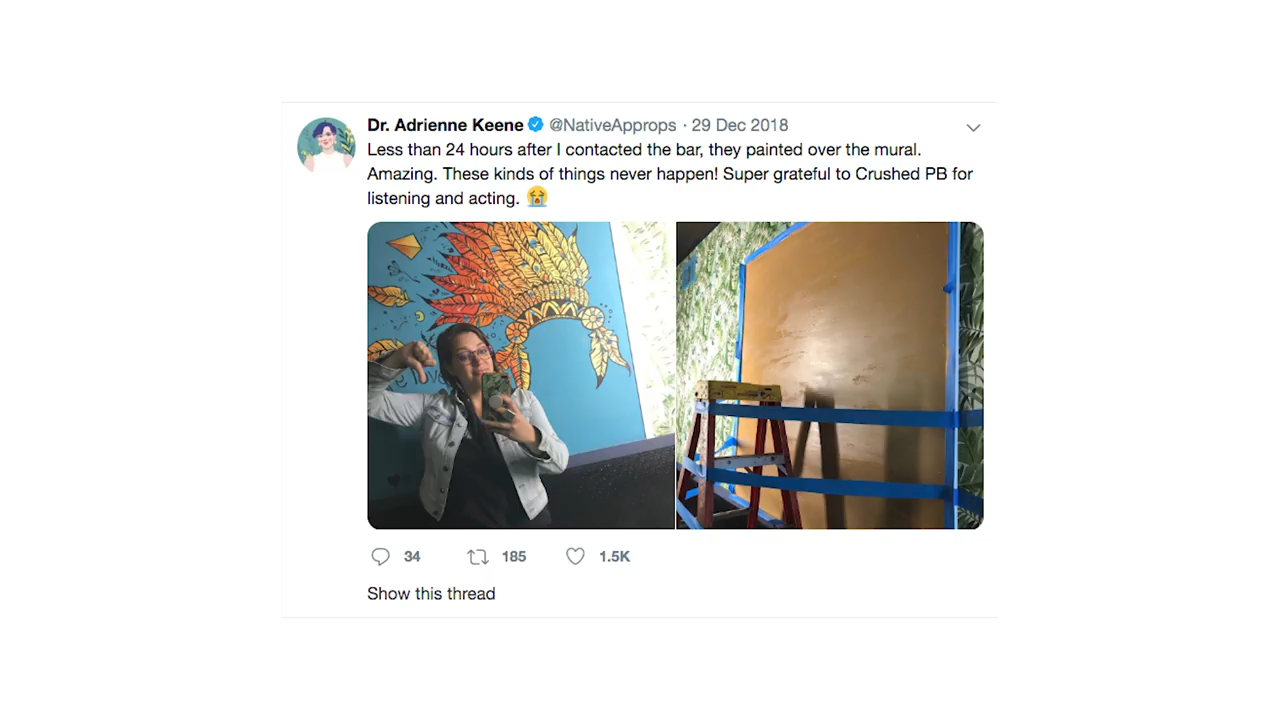 Dr. Adrienne Keene @NativeApprops · 29 Dec 2018
Less than 24 hours after I contacted the bar, they painted over the mural.
Amazing. These kinds of things never happen! Super grateful to Crushed PB for
listening and acting. 😭
34 185 1.5K
Show this thread